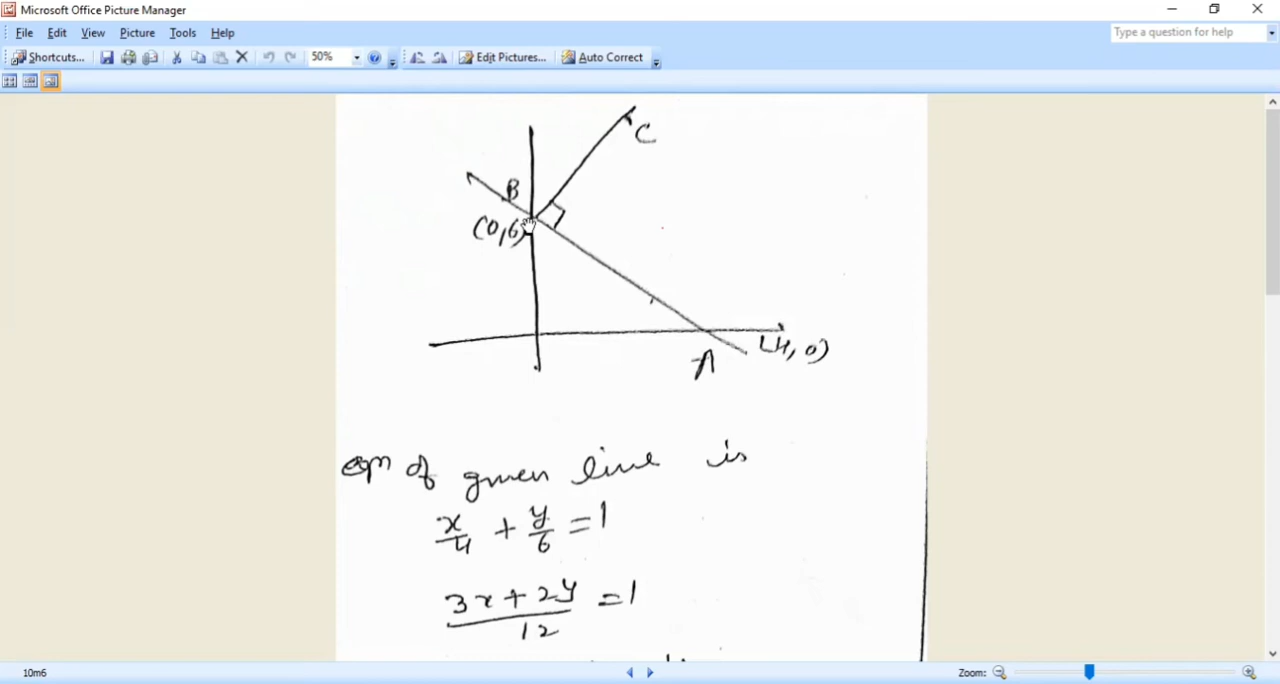 Microsoft Office Picture Manager
File Edit View Picture Tools Help
Type a question for help
Shortcuts... 50% Edit Pictures... Auto Correct
C
B
(0,6)
(4,0)
A
eqn of given line is
x/4 + y/6 = 1
3x + 2y/12 = 1
10m6
Zoom: